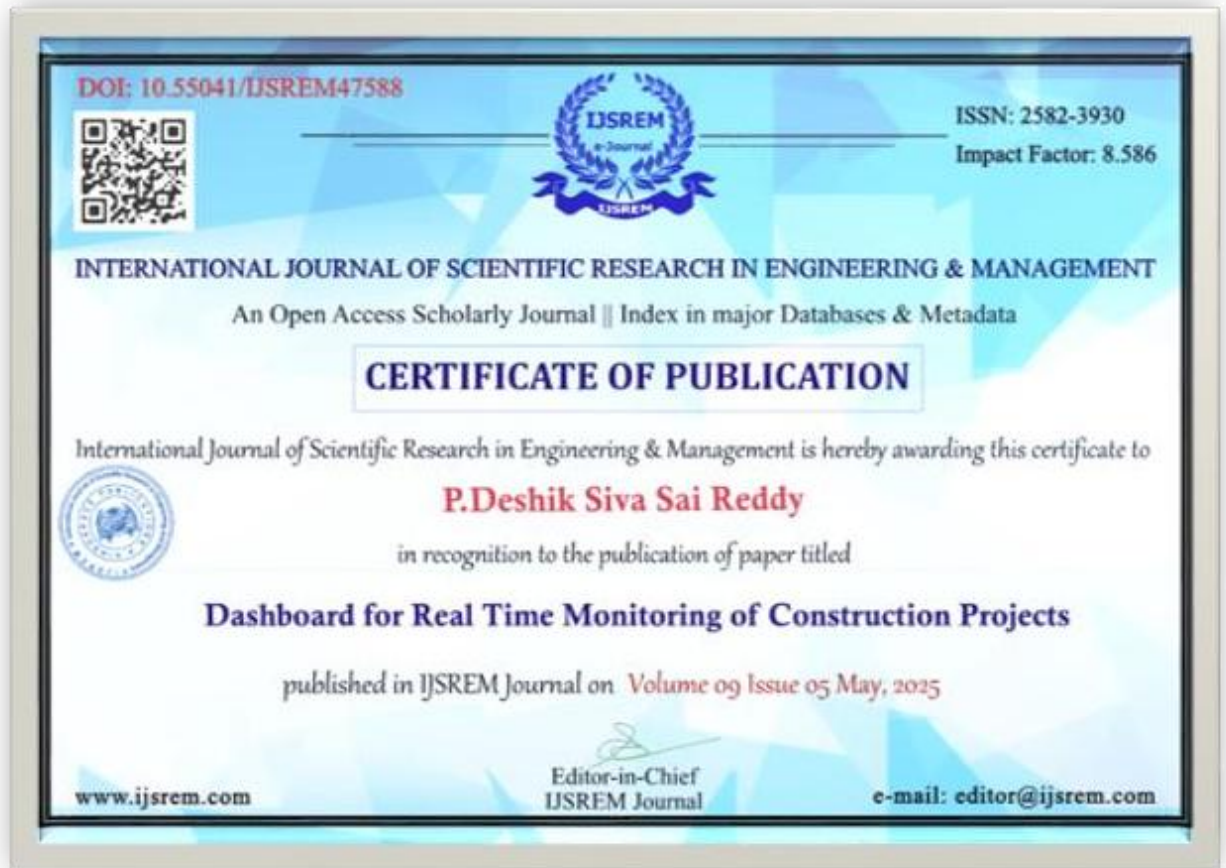 DOI: 10.55041/IJSREM47588
IJSREM
e-Journal
IJSREM
ISSN: 2582-3930
Impact Factor: 8.586
INTERNATIONAL JOURNAL OF SCIENTIFIC RESEARCH IN ENGINEERING & MANAGEMENT
An Open Access Scholarly Journal || Index in major Databases & Metadata
CERTIFICATE OF PUBLICATION
International Journal of Scientific Research in Engineering & Management is hereby awarding this certificate to
P.Deshik Siva Sai Reddy
in recognition to the publication of paper titled
Dashboard for Real Time Monitoring of Construction Projects
published in IJSREM Journal on Volume 09 Issue 05 May, 2025
Editor-in-Chief
IJSREM Journal
www.ijsrem.com
e-mail: editor@ijsrem.com